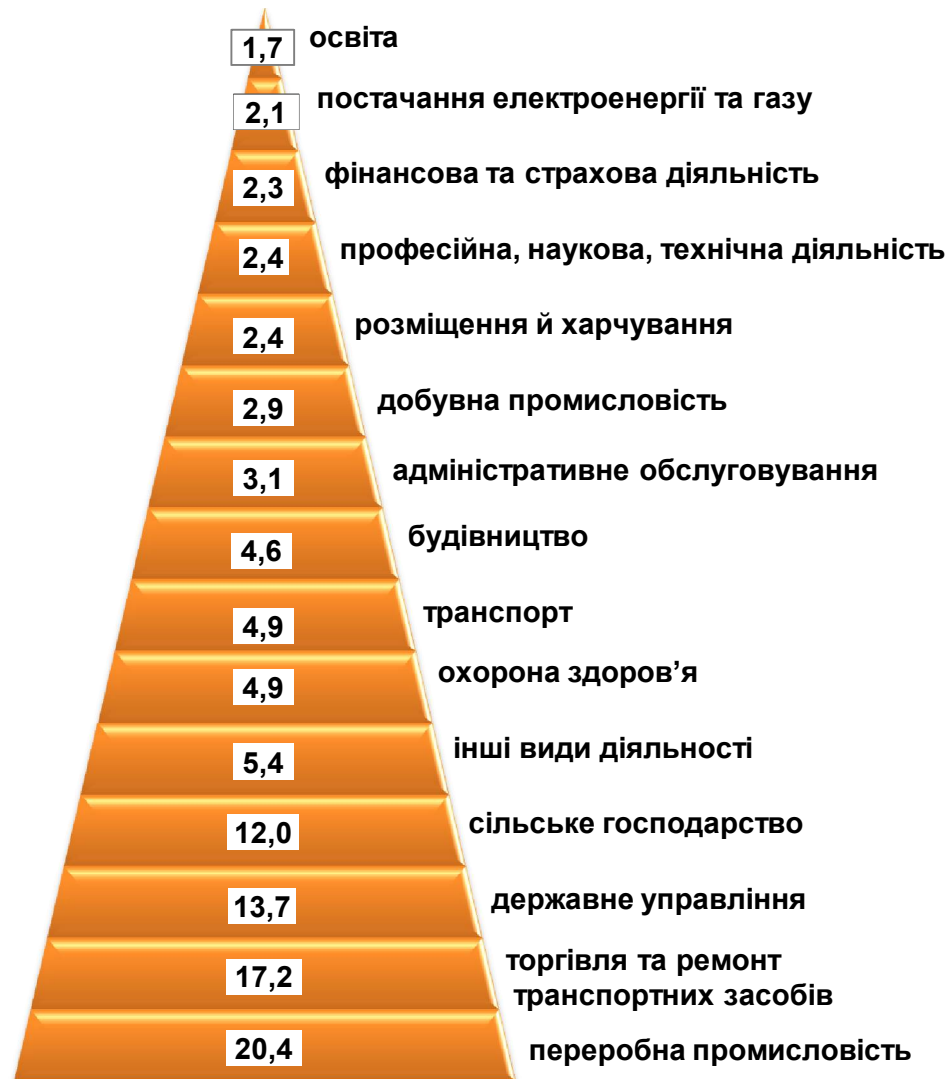 1,7 освіта
2,1 постачання електроенергії та газу
2,3 фінансова та страхова діяльність
2,4 професійна, наукова, технічна діяльність
2,4 розміщення й харчування
2,9 добувна промисловість
3,1 адміністративне обслуговування
4,6 будівництво
4,9 транспорт
4,9 охорона здоров’я
5,4 інші види діяльності
12,0 сільське господарство
13,7 державне управління
17,2 торгівля та ремонт
транспортних засобів
20,4 переробна промисловість